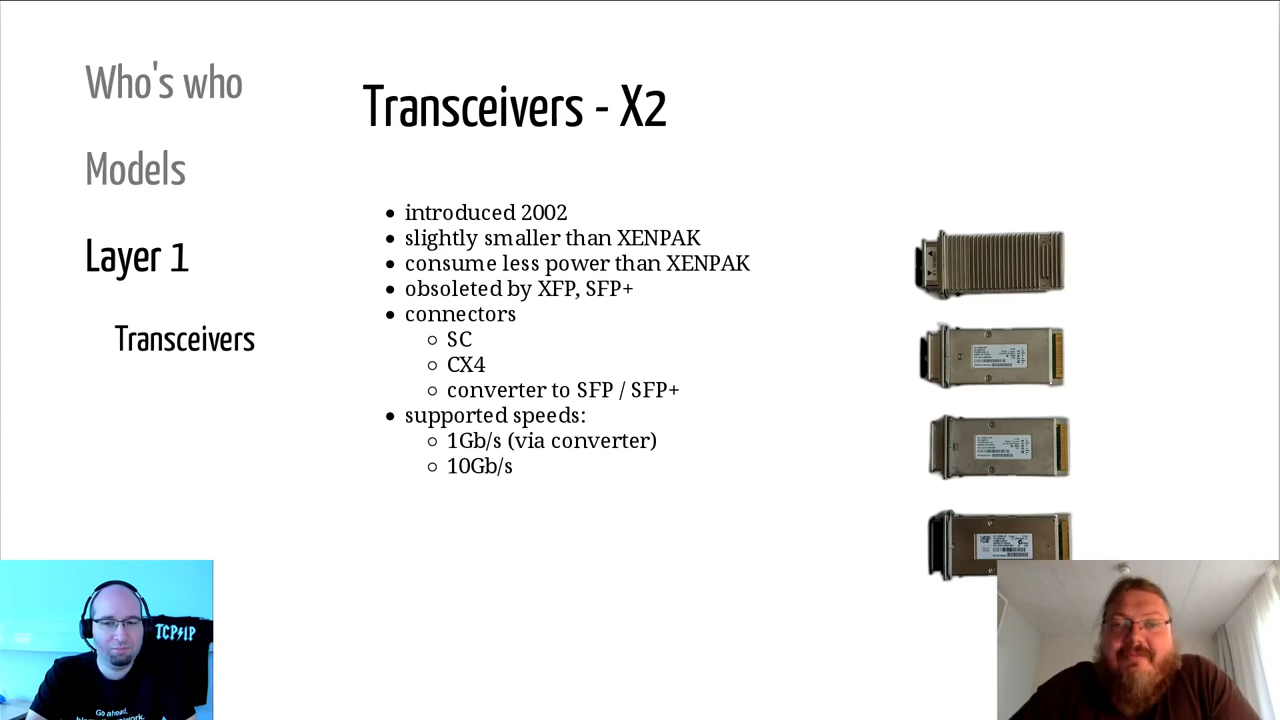 Who's who
Models
Layer 1
Transceivers
Transceivers - X2
introduced 2002
slightly smaller than XENPAK
consume less power than XENPAK
obsoleted by XFP, SFP+
connectors
SC
CX4
converter to SFP / SFP+
supported speeds:
1Gb/s (via converter)
10Gb/s
TCP/IP
Go ahead,